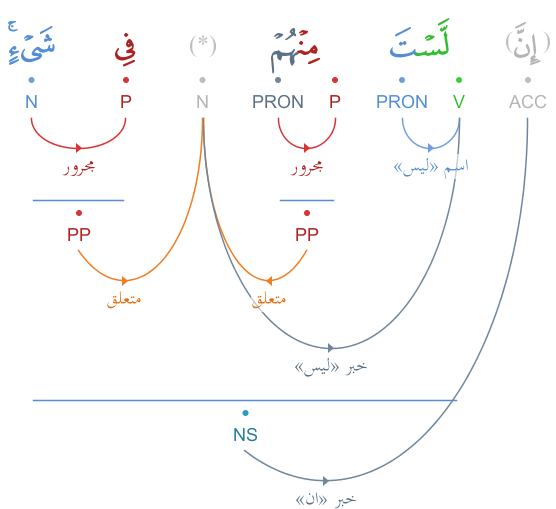 (إِنَّ) لَّسْتَ مِنْهُمْ (*) فِى شَىْءٍ ۚ
ACC V PRON P PRON N P N
اسم «ليس» مجرور مجرور
PP PP
متعلق متعلق
خبر «ليس»
NS
خبر «ان»